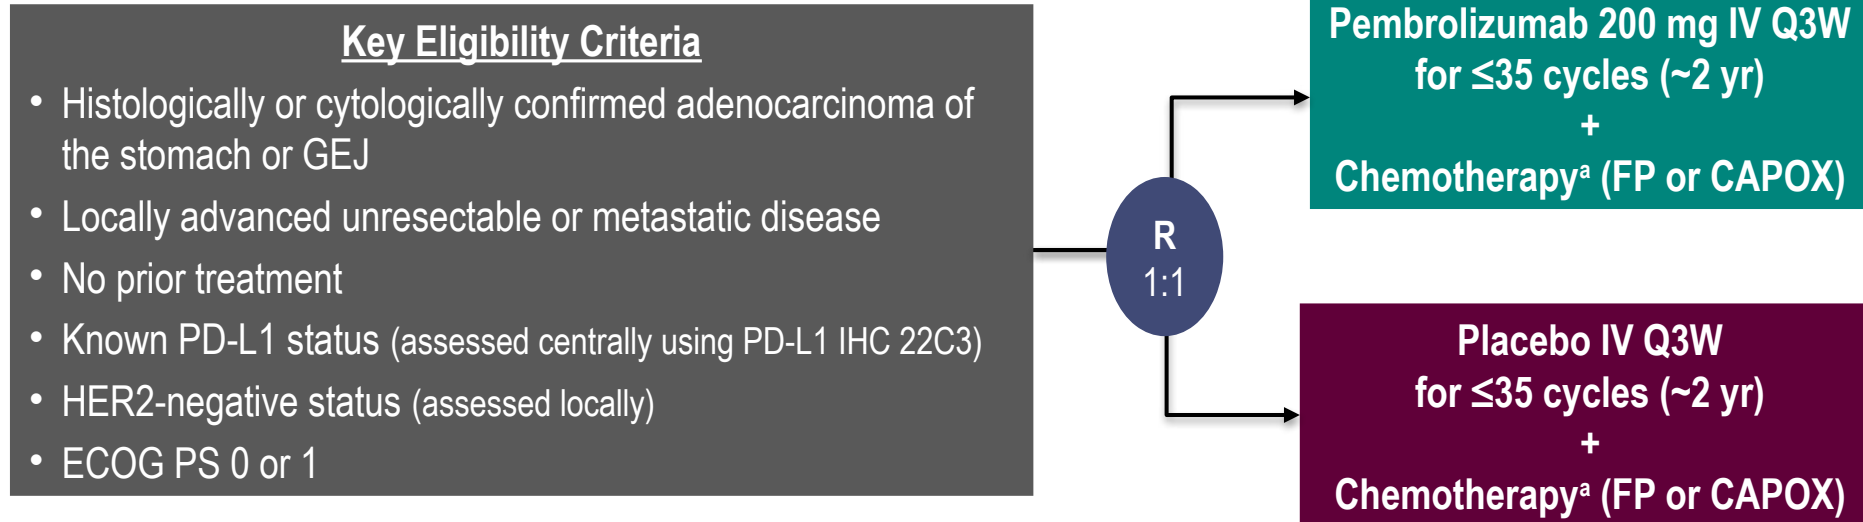 Key Eligibility Criteria
• Histologically or cytologically confirmed adenocarcinoma of
the stomach or GEJ
• Locally advanced unresectable or metastatic disease
• No prior treatment
• Known PD-L1 status (assessed centrally using PD-L1 IHC 22C3)
• HER2-negative status (assessed locally)
• ECOG PS 0 or 1
R
1:1
Pembrolizumab 200 mg IV Q3W
for ≤35 cycles (~2 yr)
+
Chemotherapyᵃ (FP or CAPOX)
Placebo IV Q3W
for ≤35 cycles (~2 yr)
+
Chemotherapyᵃ (FP or CAPOX)